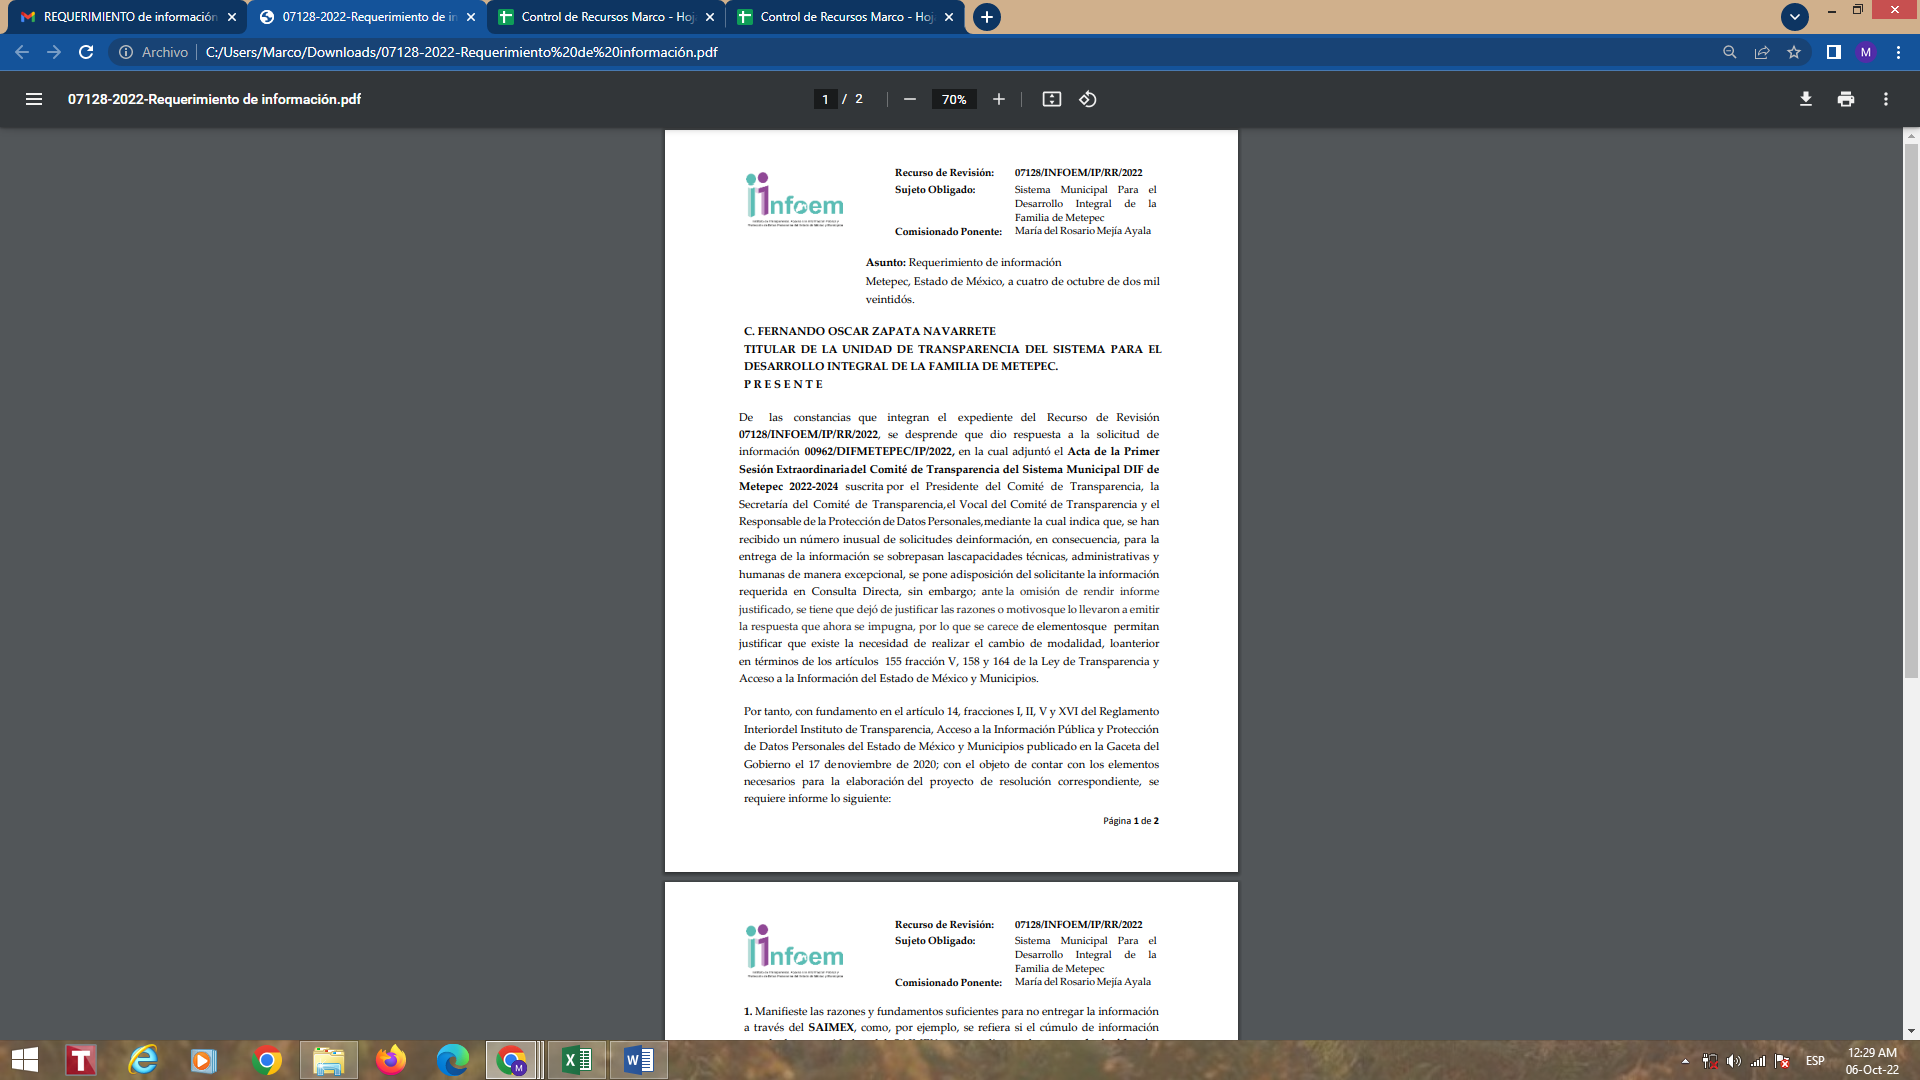 REQUERIMIENTO de información
07128-2022-Requerimiento de in
Control de Recursos Marco - Hoj
Control de Recursos Marco - Hoj
Archivo
C:/Users/Marco/Downloads/07128-2022-Requerimiento%20de%20información.pdf
M
07128-2022-Requerimiento de información.pdf
1 / 2
70%
infoem
Recurso de Revisión: 07128/INFOEM/IP/RR/2022
Sujeto Obligado: Sistema Municipal Para el
Desarrollo Integral de la
Familia de Metepec
Comisionado Ponente: María del Rosario Mejía Ayala
Asunto: Requerimiento de información
Metepec, Estado de México, a cuatro de octubre de dos mil
veintidós.
C. FERNANDO OSCAR ZAPATA NAVARRETE
TITULAR DE LA UNIDAD DE TRANSPARENCIA DEL SISTEMA PARA EL
DESARROLLO INTEGRAL DE LA FAMILIA DE METEPEC.
P R E S E N T E
De las constancias que integran el expediente del Recurso de Revisión
07128/INFOEM/IP/RR/2022, se desprende que dio respuesta a la solicitud de
información 00962/DIFMETEPEC/IP/2022, en la cual adjuntó el Acta de la Primer
Sesión Extraordinariadel Comité de Transparencia del Sistema Municipal DIF de
Metepec 2022-2024 suscrita por el Presidente del Comité de Transparencia, la
Secretaría del Comité de Transparencia,el Vocal del Comité de Transparencia y el
Responsable de la Protección de Datos Personales,mediante la cual indica que, se han
recibido un número inusual de solicitudes deinformación, en consecuencia, para la
entrega de la información se sobrepasan lascapacidades técnicas, administrativas y
humanas de manera excepcional, se pone adisposición del solicitante la información
requerida en Consulta Directa, sin embargo; ante la omisión de rendir informe
justificado, se tiene que dejó de justificar las razones o motivosque lo llevaron a emitir
la respuesta que ahora se impugna, por lo que se carece de elementosque permitan
justificar que existe la necesidad de realizar el cambio de modalidad, loanterior
en términos de los artículos 155 fracción V, 158 y 164 de la Ley de Transparencia y
Acceso a la Información del Estado de México y Municipios.
Por tanto, con fundamento en el artículo 14, fracciones I, II, V y XVI del Reglamento
Interiordel Instituto de Transparencia, Acceso a la Información Pública y Protección
de Datos Personales del Estado de México y Municipios publicado en la Gaceta del
Gobierno el 17 denoviembre de 2020; con el objeto de contar con los elementos
necesarios para la elaboración del proyecto de resolución correspondiente, se
requiere informe lo siguiente:
Página 1 de 2
infoem
Recurso de Revisión: 07128/INFOEM/IP/RR/2022
Sujeto Obligado: Sistema Municipal Para el
Desarrollo Integral de la
Familia de Metepec
Comisionado Ponente: María del Rosario Mejía Ayala
1. Manifieste las razones y fundamentos suficientes para no entregar la información
a través del SAIMEX, como, por ejemplo, se refiera si el cúmulo de información
ESP
12:29 AM
06-Oct-22